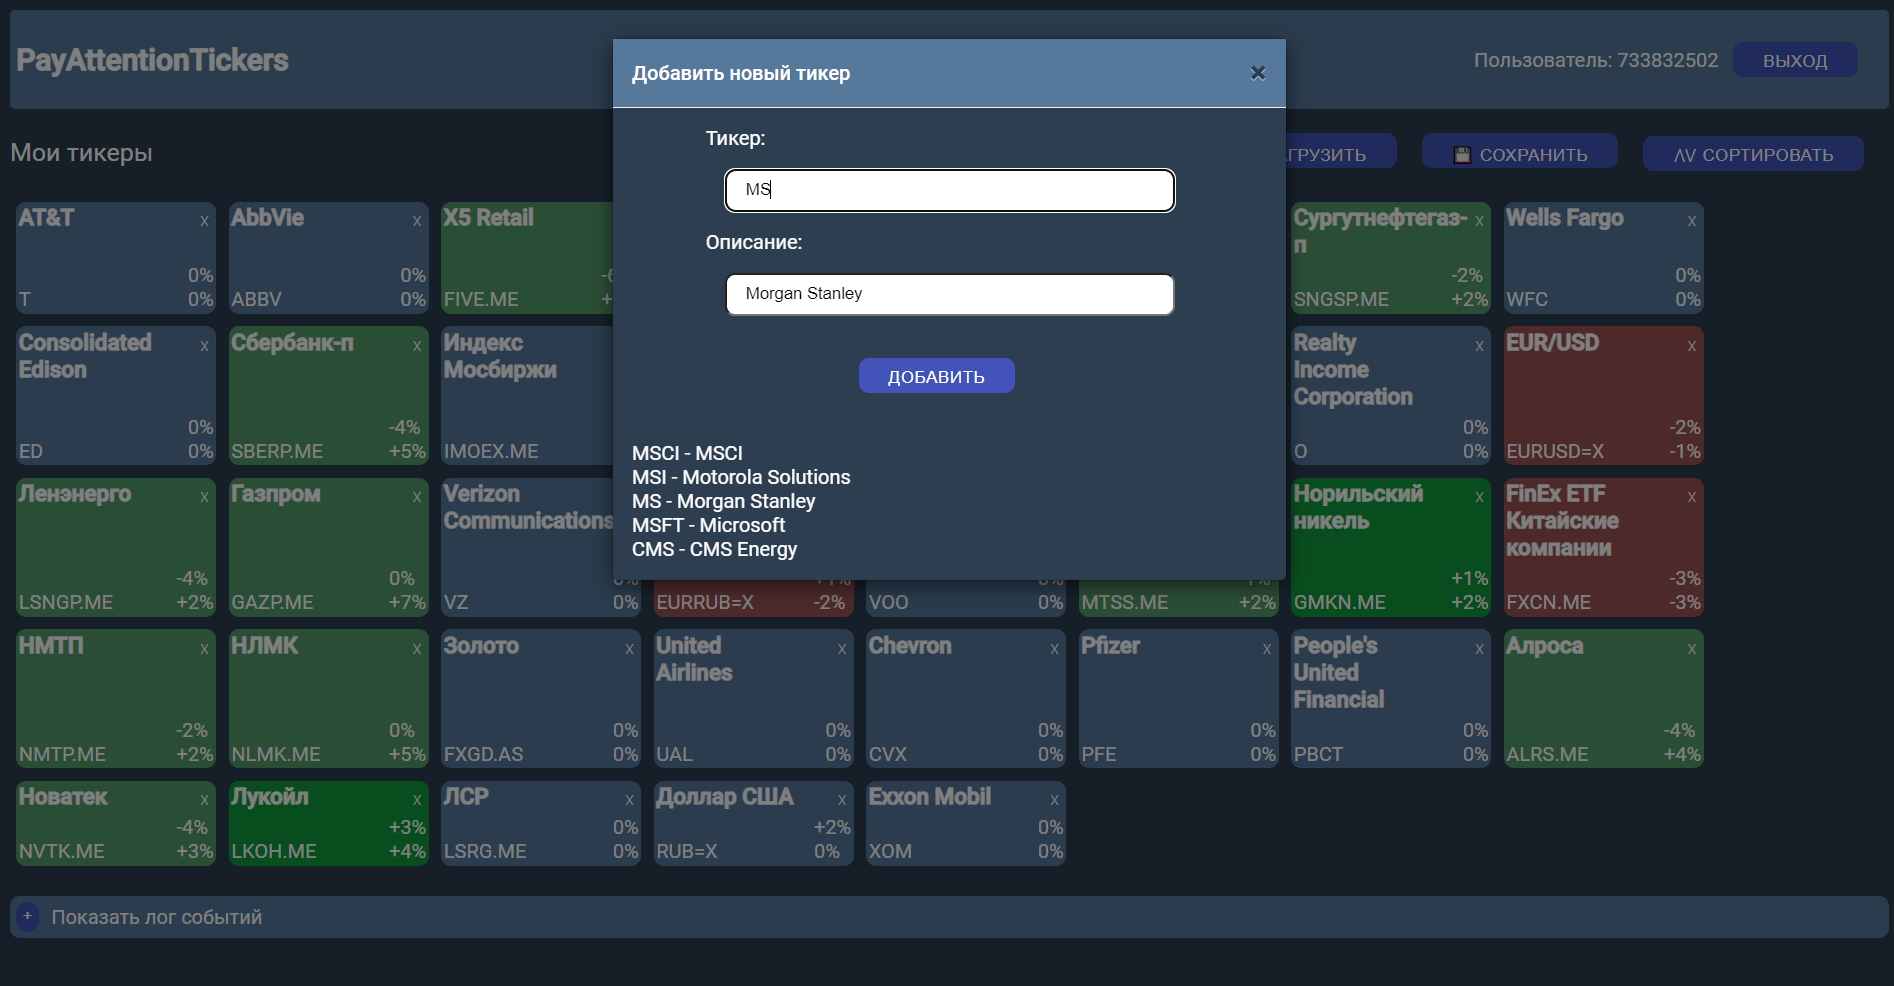 PayAttentionTickers
Пользователь: 733832502
ВЫХОД
Мои тикеры
СОХРАНИТЬ
ΛV СОРТИРОВАТЬ
Добавить новый тикер
×
Тикер:
MS
Описание:
Morgan Stanley
ДОБАВИТЬ
MSCI - MSCI
MSI - Motorola Solutions
MS - Morgan Stanley
MSFT - Microsoft
CMS - CMS Energy
AT&T x
0%
T 0%
AbbVie x
0%
ABBV 0%
X5 Retail
FIVE.ME
Сургутнефтегаз- x
п
-2%
SNGSP.ME +2%
Wells Fargo x
0%
WFC 0%
Consolidated x
Edison
0%
ED 0%
Сбербанк-п x
-4%
SBERP.ME +5%
Индекс
Мосбиржи
IMOEX.ME
Realty x
Income
Corporation
0%
O 0%
EUR/USD x
-2%
EURUSD=X -1%
Ленэнерго x
-4%
LSNGP.ME +2%
Газпром x
0%
GAZP.ME +7%
Verizon
Communications
VZ 0%
EURRUB=X -2%
VOO 0%
MTSS.ME +2%
Норильский x
никель
+1%
GMKN.ME +2%
FinEx ETF x
Китайские
компании
-3%
FXCN.ME -3%
НМТП x
-2%
NMTP.ME +2%
НЛМК x
0%
NLMK.ME +5%
Золото x
0%
FXGD.AS 0%
United x
Airlines
0%
UAL 0%
Chevron x
0%
CVX 0%
Pfizer x
0%
PFE 0%
People's x
United
Financial
0%
PBCT 0%
Алроса x
-4%
ALRS.ME +4%
Новатек x
-4%
NVTK.ME +3%
Лукойл x
+3%
LKOH.ME +4%
ЛСР x
0%
LSRG.ME 0%
Доллар США x
+2%
RUB=X 0%
Exxon Mobil x
0%
XOM 0%
+ Показать лог событий